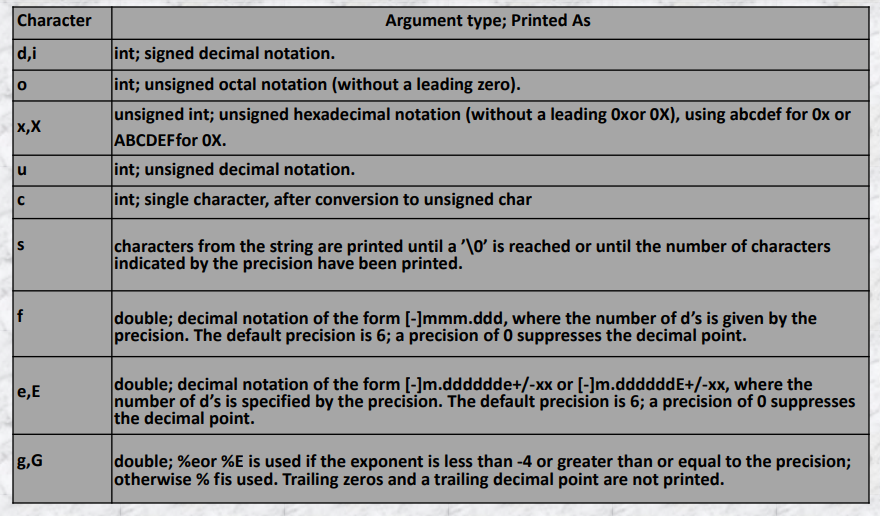 Character Argument type; Printed As
d,i int; signed decimal notation.
o int; unsigned octal notation (without a leading zero).
x,X unsigned int; unsigned hexadecimal notation (without a leading 0xor 0X), using abcdef for 0x or
ABCDEFfor 0X.
u int; unsigned decimal notation.
c int; single character, after conversion to unsigned char
s characters from the string are printed until a ’\0’ is reached or until the number of characters
indicated by the precision have been printed.
f double; decimal notation of the form [-]mmm.ddd, where the number of d’s is given by the
precision. The default precision is 6; a precision of 0 suppresses the decimal point.
e,E double; decimal notation of the form [-]m.dddddde+/-xx or [-]m.ddddddE+/-xx, where the
number of d’s is specified by the precision. The default precision is 6; a precision of 0 suppresses
the decimal point.
g,G double; %eor %E is used if the exponent is less than -4 or greater than or equal to the precision;
otherwise % fis used. Trailing zeros and a trailing decimal point are not printed.